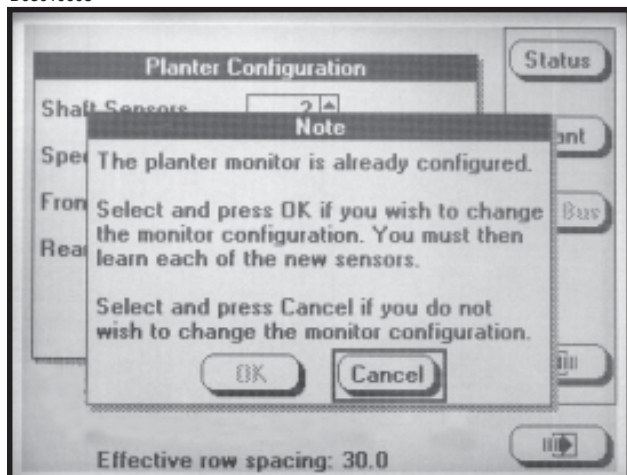 Planter Configuration
Status
Shaft Sensors 2
Note
The planter monitor is already configured.
Select and press OK if you wish to change
the monitor configuration. You must then
learn each of the new sensors.
Select and press Cancel if you do not
wish to change the monitor configuration.
Bus
OK
Cancel
Effective row spacing: 30.0